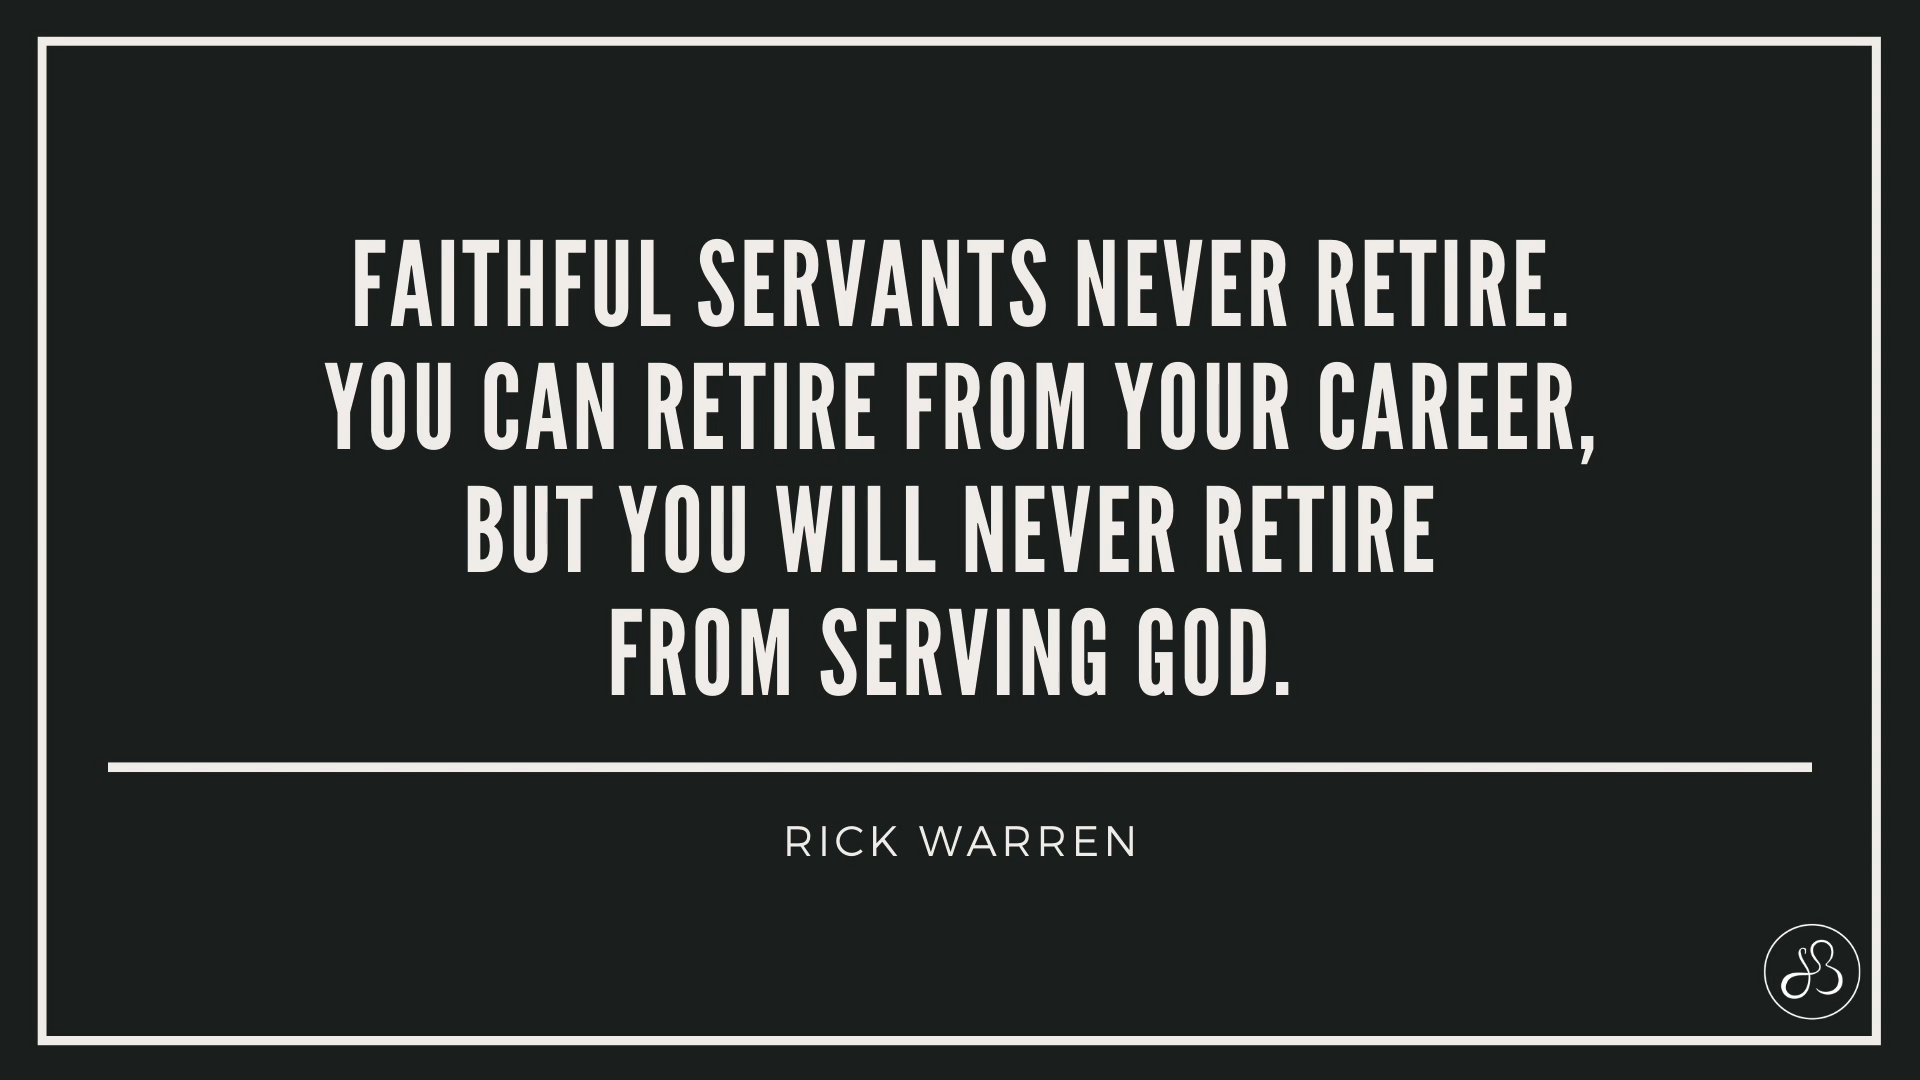 FAITHFUL SERVANTS NEVER RETIRE.
YOU CAN RETIRE FROM YOUR CAREER,
BUT YOU WILL NEVER RETIRE
FROM SERVING GOD.
RICK WARREN